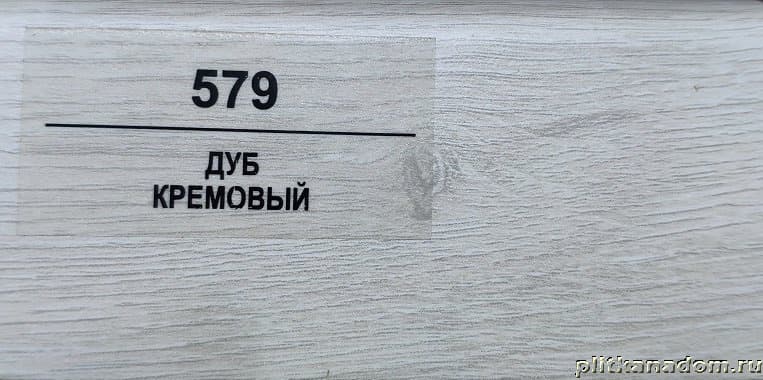 579
ДУБ
КРЕМОВЫЙ
plitkanadom.ru